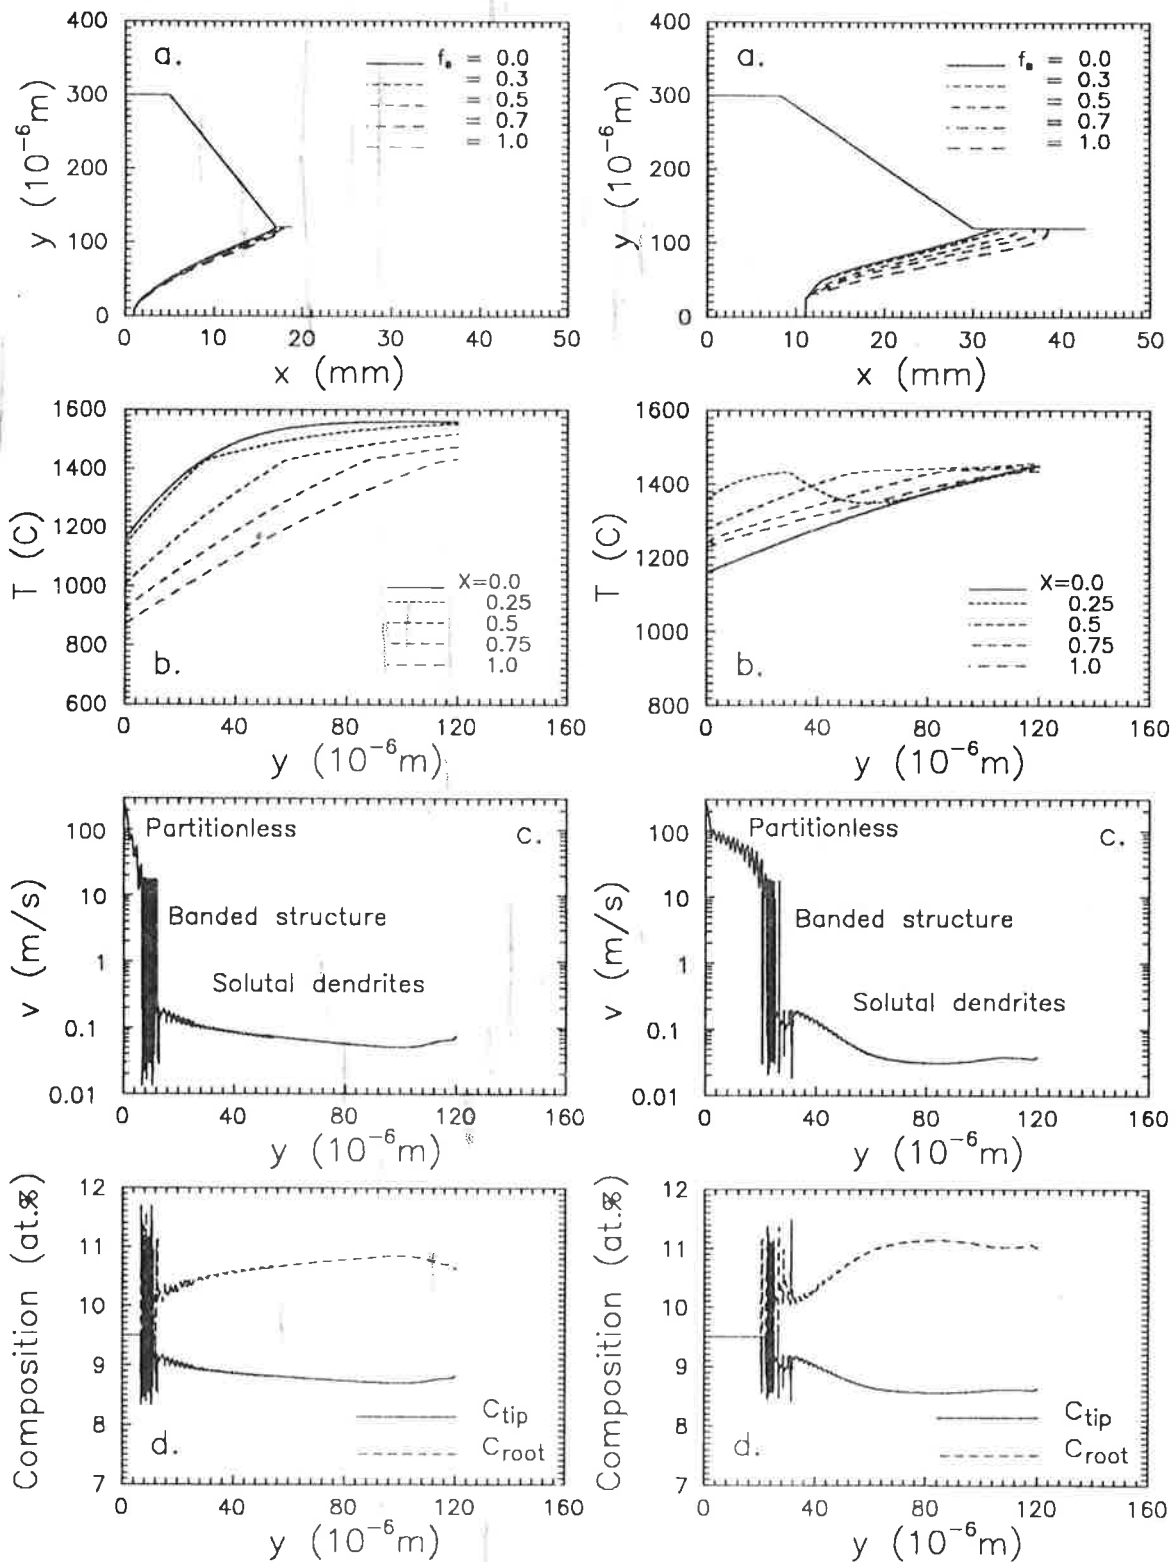 400
300
200
100
0
y (10⁻⁶m)
a.
fₛ = 0.0
= 0.3
= 0.5
= 0.7
= 1.0
0 10 20 30 40 50
x (mm)
400
300
200
100
0
y (10⁻⁶m)
a.
fₛ = 0.0
= 0.3
= 0.5
= 0.7
= 1.0
0 10 20 30 40 50
x (mm)
1600
1400
1200
1000
800
600
T (C)
b.
X=0.0
0.25
0.5
0.75
1.0
0 40 80 120 160
y (10⁻⁶m)
1600
1400
1200
1000
800
T (C)
b.
X=0.0
0.25
0.5
0.75
1.0
0 40 80 120 160
y (10⁻⁶m)
100
10
1
0.1
0.01
v (m/s)
Partitionless
c.
Banded structure
Solutal dendrites
0 40 80 120 160
y (10⁻⁶m)
100
10
1
0.1
0.01
v (m/s)
Partitionless
c.
Banded structure
Solutal dendrites
0 40 80 120 160
y (10⁻⁶m)
12
11
10
9
8
7
Composition (at.%)
d.
Ctip
Croot
0 40 80 120 160
y (10⁻⁶m)
12
11
10
9
8
7
Composition (at.%)
d.
Ctip
Croot
0 40 80 120 160
y (10⁻⁶m)